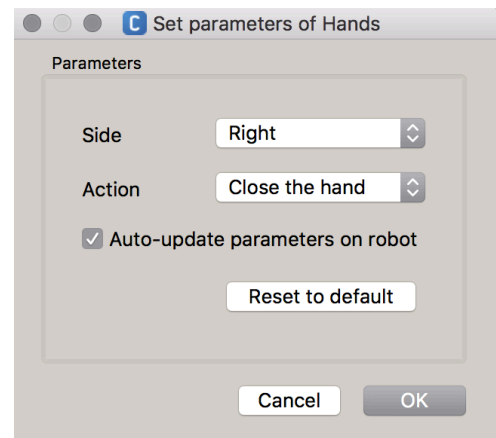 C Set parameters of Hands
Parameters
Side Right
Action Close the hand
Auto-update parameters on robot
Reset to default
Cancel OK